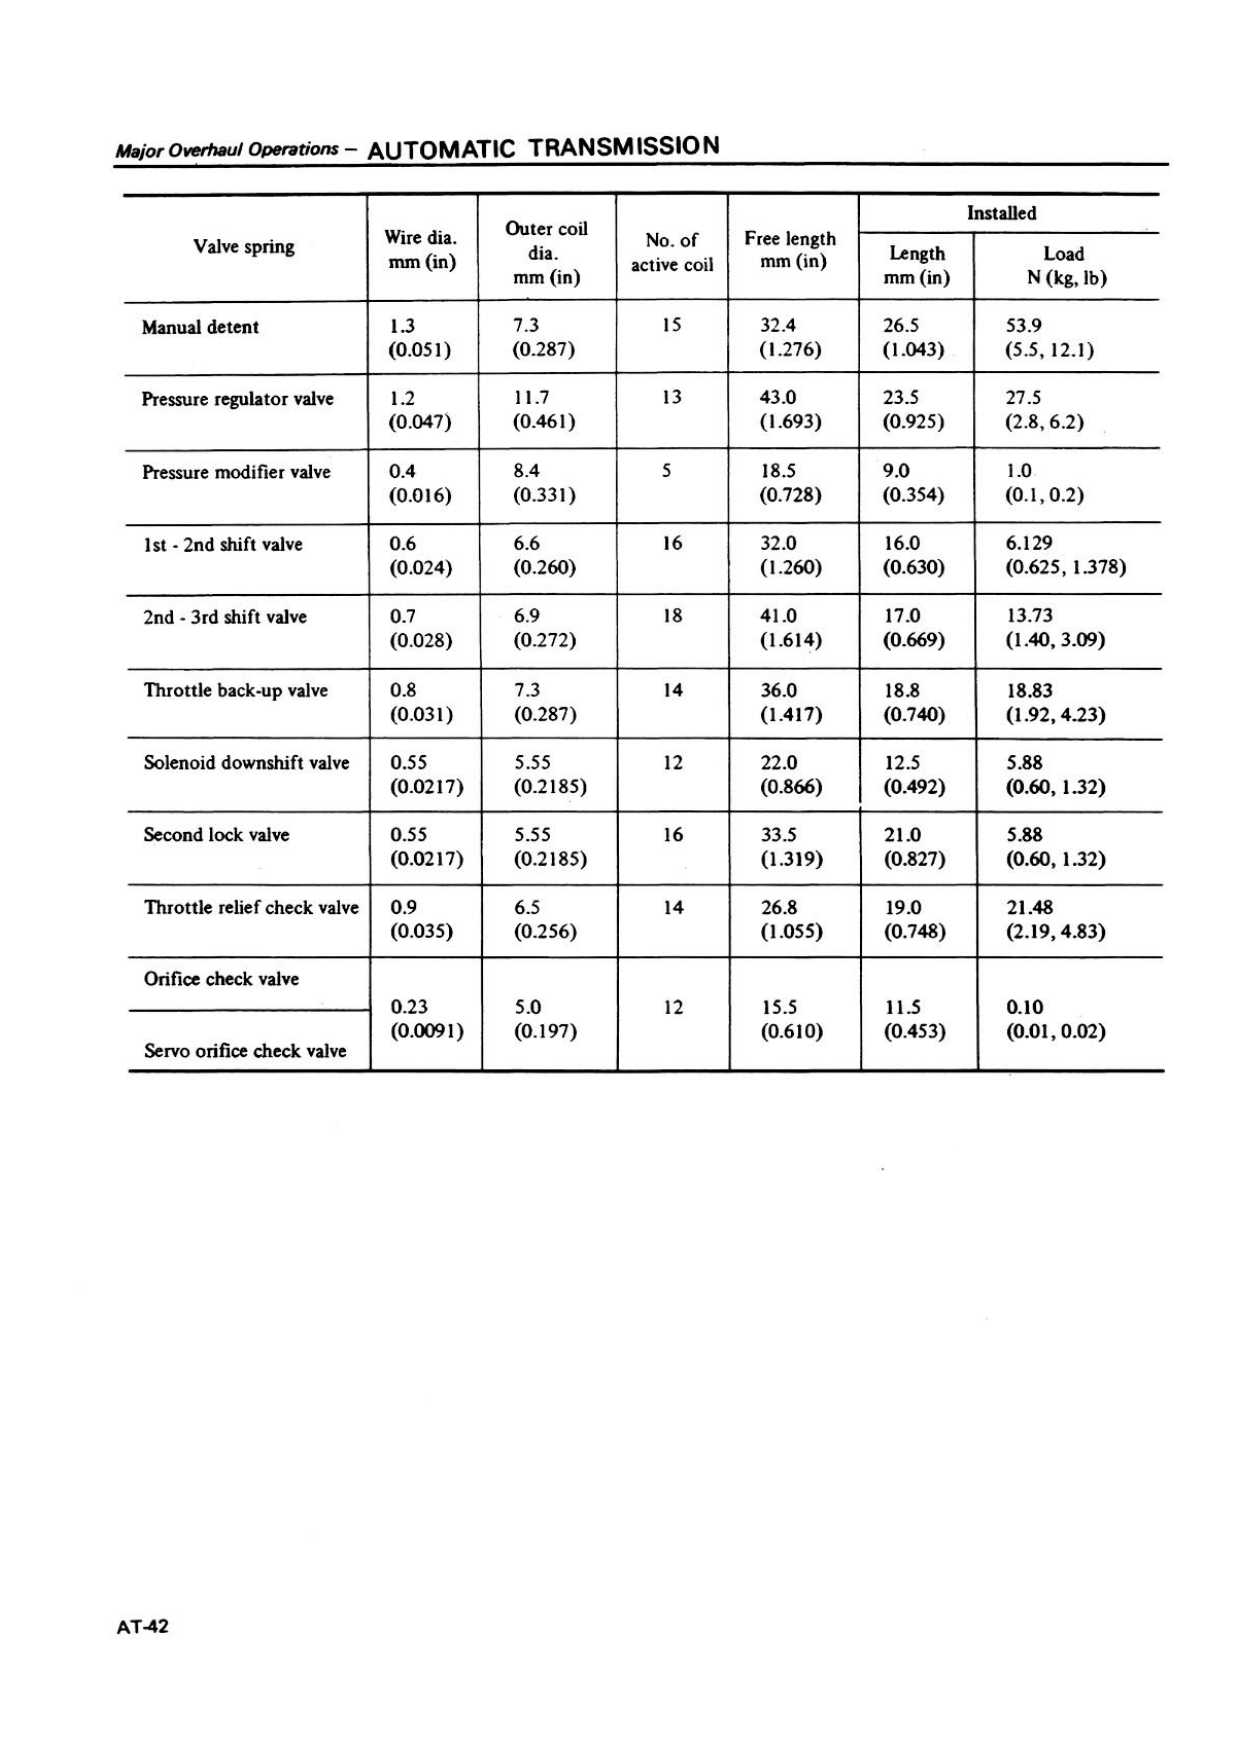 Major Overhaul Operations – AUTOMATIC TRANSMISSION
Valve spring
Wire dia.
mm (in)
Outer coil
dia.
mm (in)
No. of
active coil
Free length
mm (in)
Installed
Length
mm (in)
Load
N (kg, lb)
Manual detent 1.3 7.3 15 32.4 26.5 53.9
(0.051) (0.287) (1.276) (1.043) (5.5, 12.1)
Pressure regulator valve 1.2 11.7 13 43.0 23.5 27.5
(0.047) (0.461) (1.693) (0.925) (2.8, 6.2)
Pressure modifier valve 0.4 8.4 5 18.5 9.0 1.0
(0.016) (0.331) (0.728) (0.354) (0.1, 0.2)
1st - 2nd shift valve 0.6 6.6 16 32.0 16.0 6.129
(0.024) (0.260) (1.260) (0.630) (0.625, 1.378)
2nd - 3rd shift valve 0.7 6.9 18 41.0 17.0 13.73
(0.028) (0.272) (1.614) (0.669) (1.40, 3.09)
Throttle back-up valve 0.8 7.3 14 36.0 18.8 18.83
(0.031) (0.287) (1.417) (0.740) (1.92, 4.23)
Solenoid downshift valve 0.55 5.55 12 22.0 12.5 5.88
(0.0217) (0.2185) (0.866) (0.492) (0.60, 1.32)
Second lock valve 0.55 5.55 16 33.5 21.0 5.88
(0.0217) (0.2185) (1.319) (0.827) (0.60, 1.32)
Throttle relief check valve 0.9 6.5 14 26.8 19.0 21.48
(0.035) (0.256) (1.055) (0.748) (2.19, 4.83)
Orifice check valve
0.23 5.0 12 15.5 11.5 0.10
(0.0091) (0.197) (0.610) (0.453) (0.01, 0.02)
Servo orifice check valve
AT-42